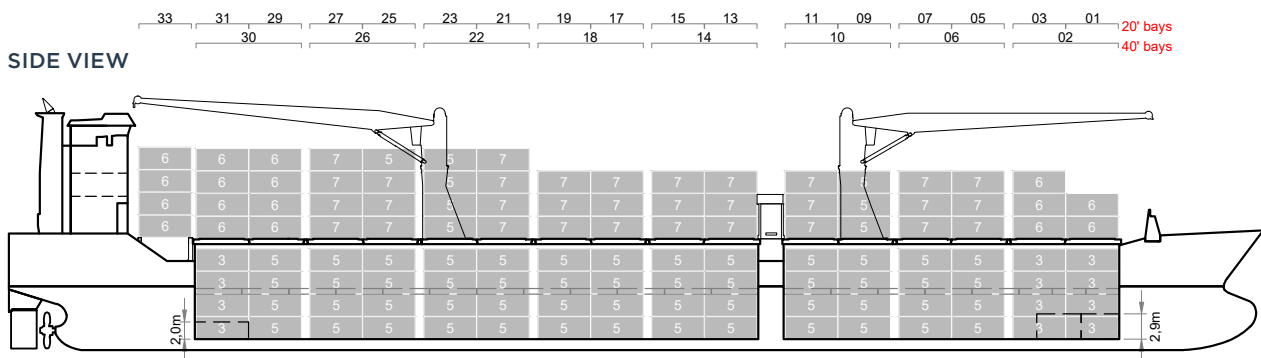 33 31 29 27 25 23 21 19 17 15 13 11 09 07 05 03 01 20' bays
30 26 22 18 14 10 06 02 40' bays
SIDE VIEW
6 6 6 7 5 5 7
6 6 6 7 7 5 7 7 7 7 7 7 7 7 6
6 6 6 7 7 5 7 7 7 7 7 7 5 7 7 6 6
6 6 6 7 7 5 7 7 7 7 7 7 5 7 7 6 6
3 5 5 5 5 5 5 5 5 5 5 5 5 5 3 3
3 5 5 5 5 5 5 5 5 5 5 5 5 5 3 3
3 5 5 5 5 5 5 5 5 5 5 5 5 5 3 3
3 5 5 5 5 5 5 5 5 5 5 5 5 5 3 3
2,0m
2,9m